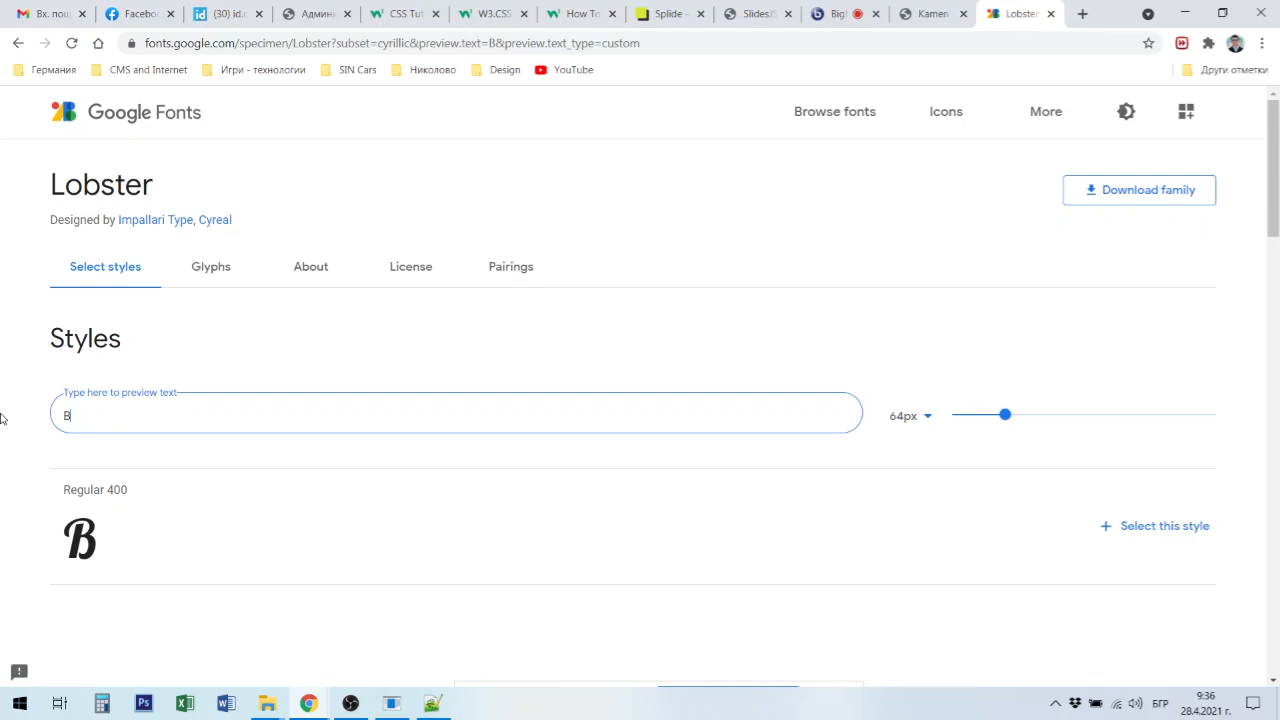 Вх. по
Faceboo
(30) id.c
Админи
CSS Tut
W3.CSS
How To
Splide –
SlidesJS
Big
Kamen
Lobster
fonts.google.com/specimen/Lobster?subset=cyrillic&preview.text=B&preview.text_type=custom
Германия
CMS and Internet
Игри - технологии
SIN Cars
Николово
Design
YouTube
Други отметки
Google Fonts
Browse fonts
Icons
More
Lobster
Download family
Designed by Impallari Type, Cyreal
Select styles
Glyphs
About
License
Pairings
Styles
Type here to preview text
В
64px
Regular 400
В
Select this style
БГР
9:36
28.4.2021 г.